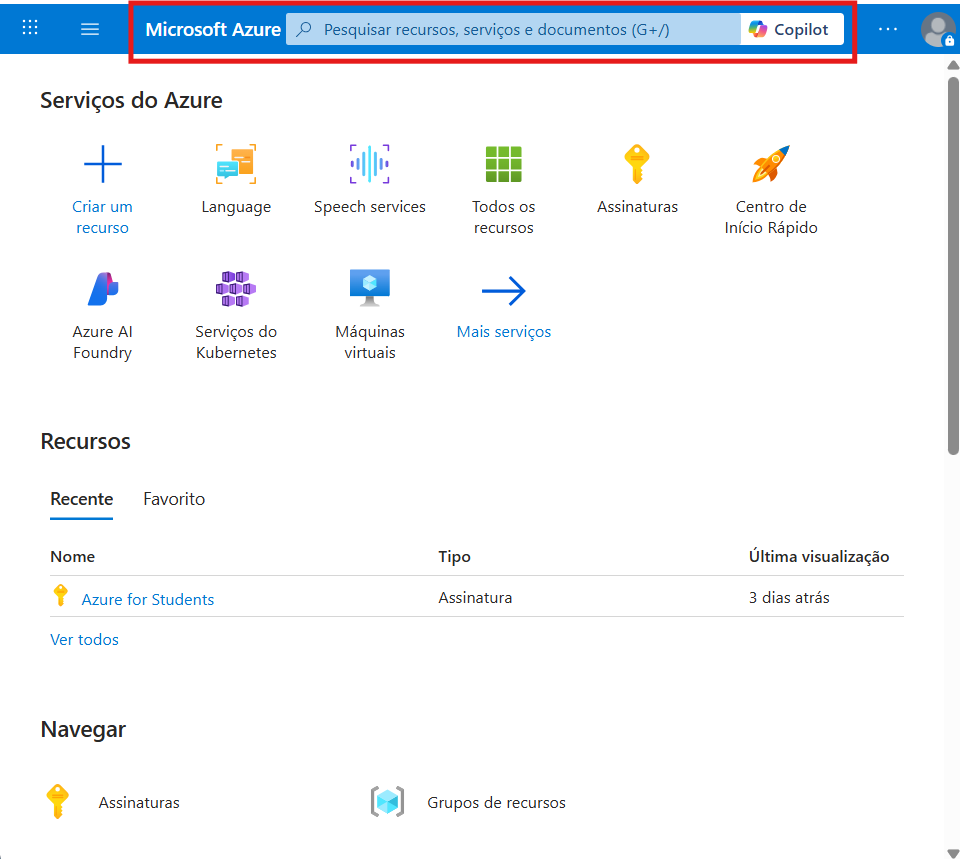 Microsoft Azure
Pesquisar recursos, serviços e documentos (G+/)
Copilot
Serviços do Azure
Criar um
recurso
Language
Speech services
Todos os
recursos
Assinaturas
Centro de
Início Rápido
Azure AI
Foundry
Serviços do
Kubernetes
Máquinas
virtuais
Mais serviços
Recursos
Recente
Favorito
Nome
Tipo
Última visualização
Azure for Students
Assinatura
3 dias atrás
Ver todos
Navegar
Assinaturas
Grupos de recursos